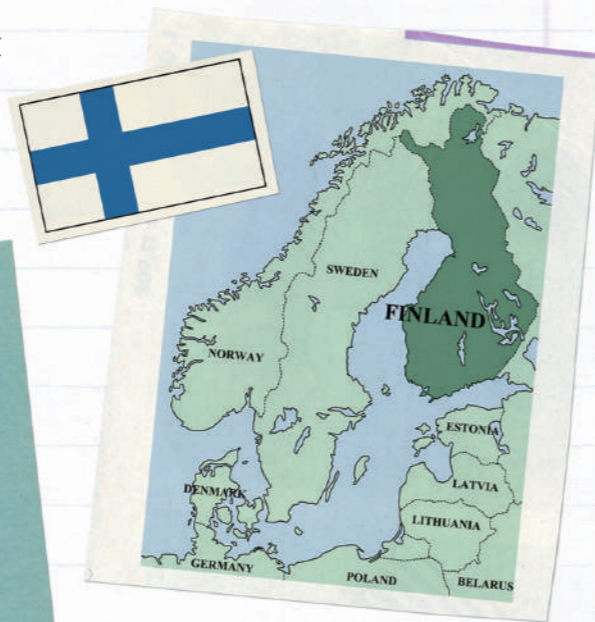 SWEDEN
FINLAND
NORWAY
ESTONIA
DENMARK
LATVIA
LITHUANIA
GERMANY
POLAND
BELARUS